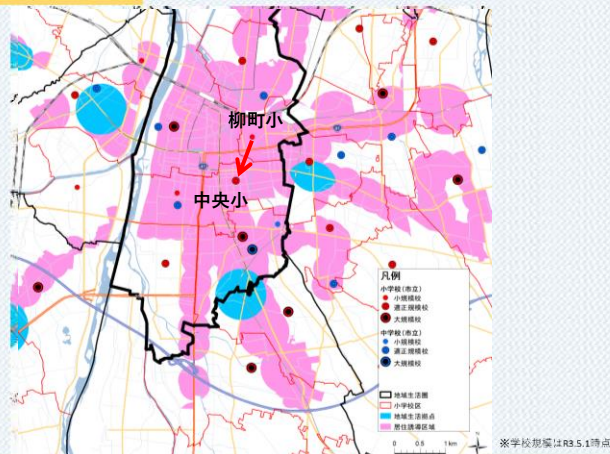 柳町小
中央小
凡例
小学校(市立)
小規模校
適正規模校
大規模校
中学校(市立)
小規模校
適正規模校
大規模校
地域生活圏
小学校区
地域生活拠点
居住誘導区域
0 0.5 1 km
※学校規模はR3.5.1時点